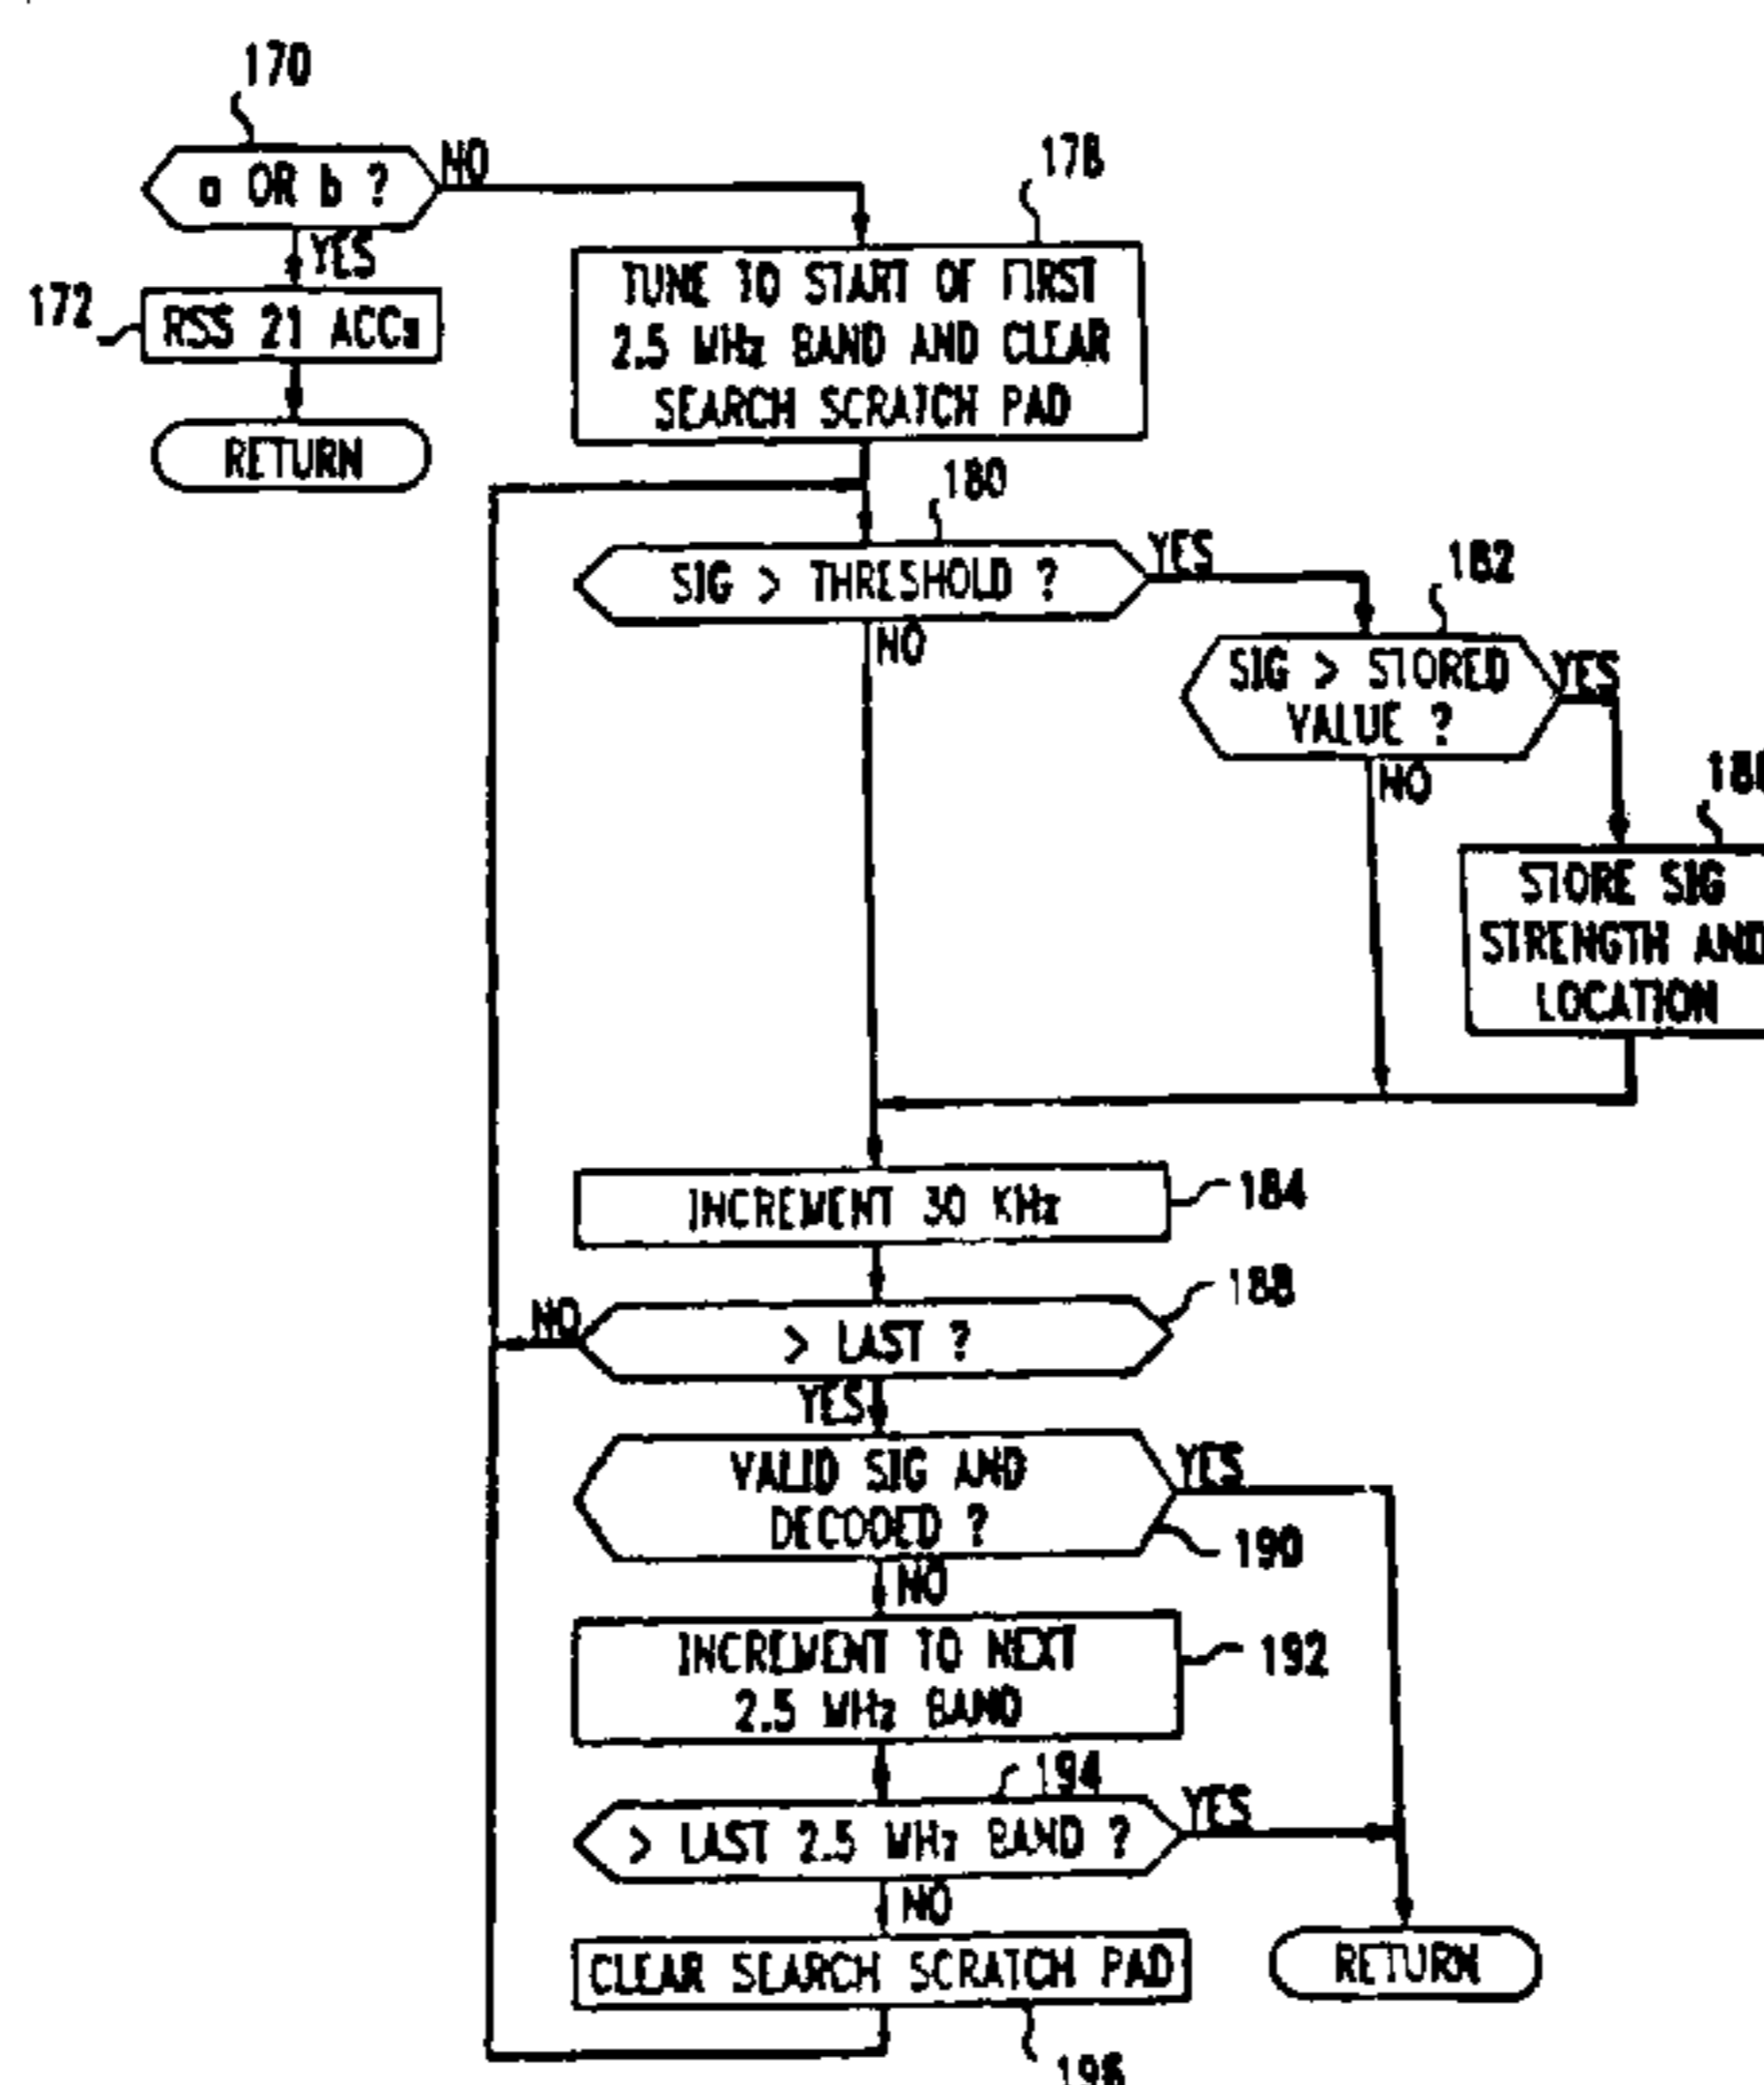 170
a OR b ?
NO
YES
172
RSS 21 ACCs
RETURN
178
TUNE TO START OF FIRST
2.5 MHz BAND AND CLEAR
SEARCH SCRATCH PAD
180
SIG > THRESHOLD ?
YES
NO
182
SIG > STORED
VALUE ?
YES
NO
STORE SIG
STRENGTH AND
LOCATION
INCREMENT 30 KHz
184
188
> LAST ?
NO
YES
VALID SIG AND
DECODED ?
YES
190
NO
INCREMENT TO NEXT
2.5 MHz BAND
192
194
> LAST 2.5 MHz BAND ?
YES
NO
CLEAR SEARCH SCRATCH PAD
RETURN
196